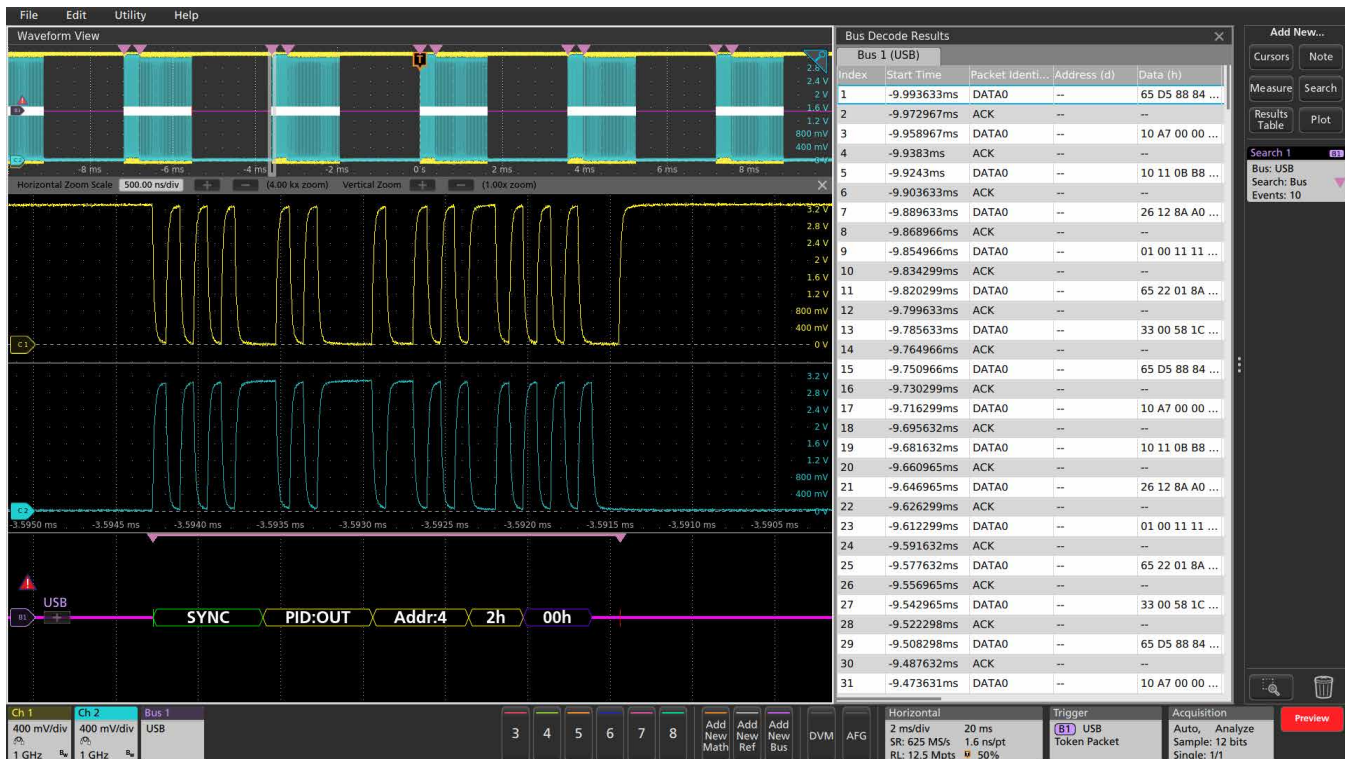 File Edit Utility Help
Waveform View
2.8
2.4 V
2 V
1.6 V
1.2 V
800 mV
400 mV
-8 ms -6 ms -4 ms -2 ms 0 s 2 ms 4 ms 6 ms 8 ms
Horizontal Zoom Scale 500.00 ns/div + − (4.00 kx zoom) Vertical Zoom + − (1.00x zoom)
3.2 V
2.8 V
2.4 V
2 V
1.6 V
1.2 V
800 mV
400 mV
C 1 0 V
3.2 V
2.8 V
2.4 V
2 V
1.6 V
1.2 V
800 mV
400 mV
C 2 0 V
-3.5950 ms -3.5945 ms -3.5940 ms -3.5935 ms -3.5930 ms -3.5925 ms -3.5920 ms -3.5915 ms -3.5910 ms -3.5905 ms
USB
B1 + SYNC PID:OUT Addr:4 2h 00h
Bus Decode Results
Bus 1 (USB)
Index Start Time Packet Identi... Address (d) Data (h)
1 -9.993633ms DATA0 -- 65 D5 88 84 ...
2 -9.972967ms ACK -- --
3 -9.958967ms DATA0 -- 10 A7 00 00 ...
4 -9.9383ms ACK -- --
5 -9.9243ms DATA0 -- 10 11 0B B8 ...
6 -9.903633ms ACK -- --
7 -9.889633ms DATA0 -- 26 12 8A A0 ...
8 -9.868966ms ACK -- --
9 -9.854966ms DATA0 -- 01 00 11 11 ...
10 -9.834299ms ACK -- --
11 -9.820299ms DATA0 -- 65 22 01 8A ...
12 -9.799633ms ACK -- --
13 -9.785633ms DATA0 -- 33 00 58 1C ...
14 -9.764966ms ACK -- --
15 -9.750966ms DATA0 -- 65 D5 88 84 ...
16 -9.730299ms ACK -- --
17 -9.716299ms DATA0 -- 10 A7 00 00 ...
18 -9.695632ms ACK -- --
19 -9.681632ms DATA0 -- 10 11 0B B8 ...
20 -9.660965ms ACK -- --
21 -9.646965ms DATA0 -- 26 12 8A A0 ...
22 -9.626299ms ACK -- --
23 -9.612299ms DATA0 -- 01 00 11 11 ...
24 -9.591632ms ACK -- --
25 -9.577632ms DATA0 -- 65 22 01 8A ...
26 -9.556965ms ACK -- --
27 -9.542965ms DATA0 -- 33 00 58 1C ...
28 -9.522298ms ACK -- --
29 -9.508298ms DATA0 -- 65 D5 88 84 ...
30 -9.487632ms ACK -- --
31 -9.473631ms DATA0 -- 10 A7 00 00 ...
Add New...
Cursors Note
Measure Search
Results Table Plot
Search 1 B1
Bus: USB
Search: Bus
Events: 10
Ch 1
400 mV/div
1 GHz Bw
Ch 2
400 mV/div
1 GHz Bw
Bus 1
USB
3 4 5 6 7 8
Add New Math
Add New Ref
Add New Bus
DVM AFG
Horizontal
2 ms/div 20 ms
SR: 625 MS/s 1.6 ns/pt
RL: 12.5 Mpts 50%
Trigger
B1 USB
Token Packet
Acquisition
Auto, Analyze
Sample: 12 bits
Single: 1/1
Preview